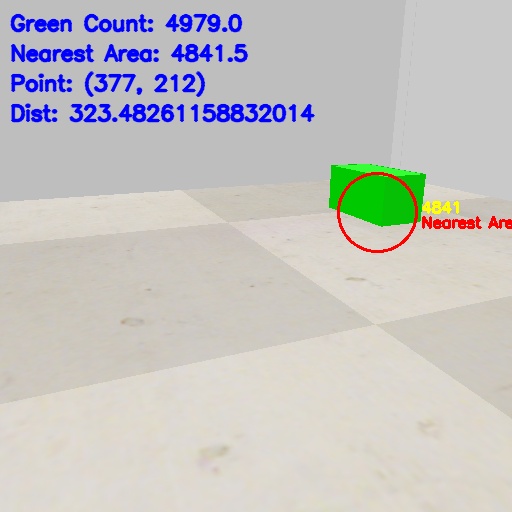 Green Count: 4979.0
Nearest Area: 4841.5
Point: (377, 212)
Dist: 323.48261158832014
4841
Nearest Are